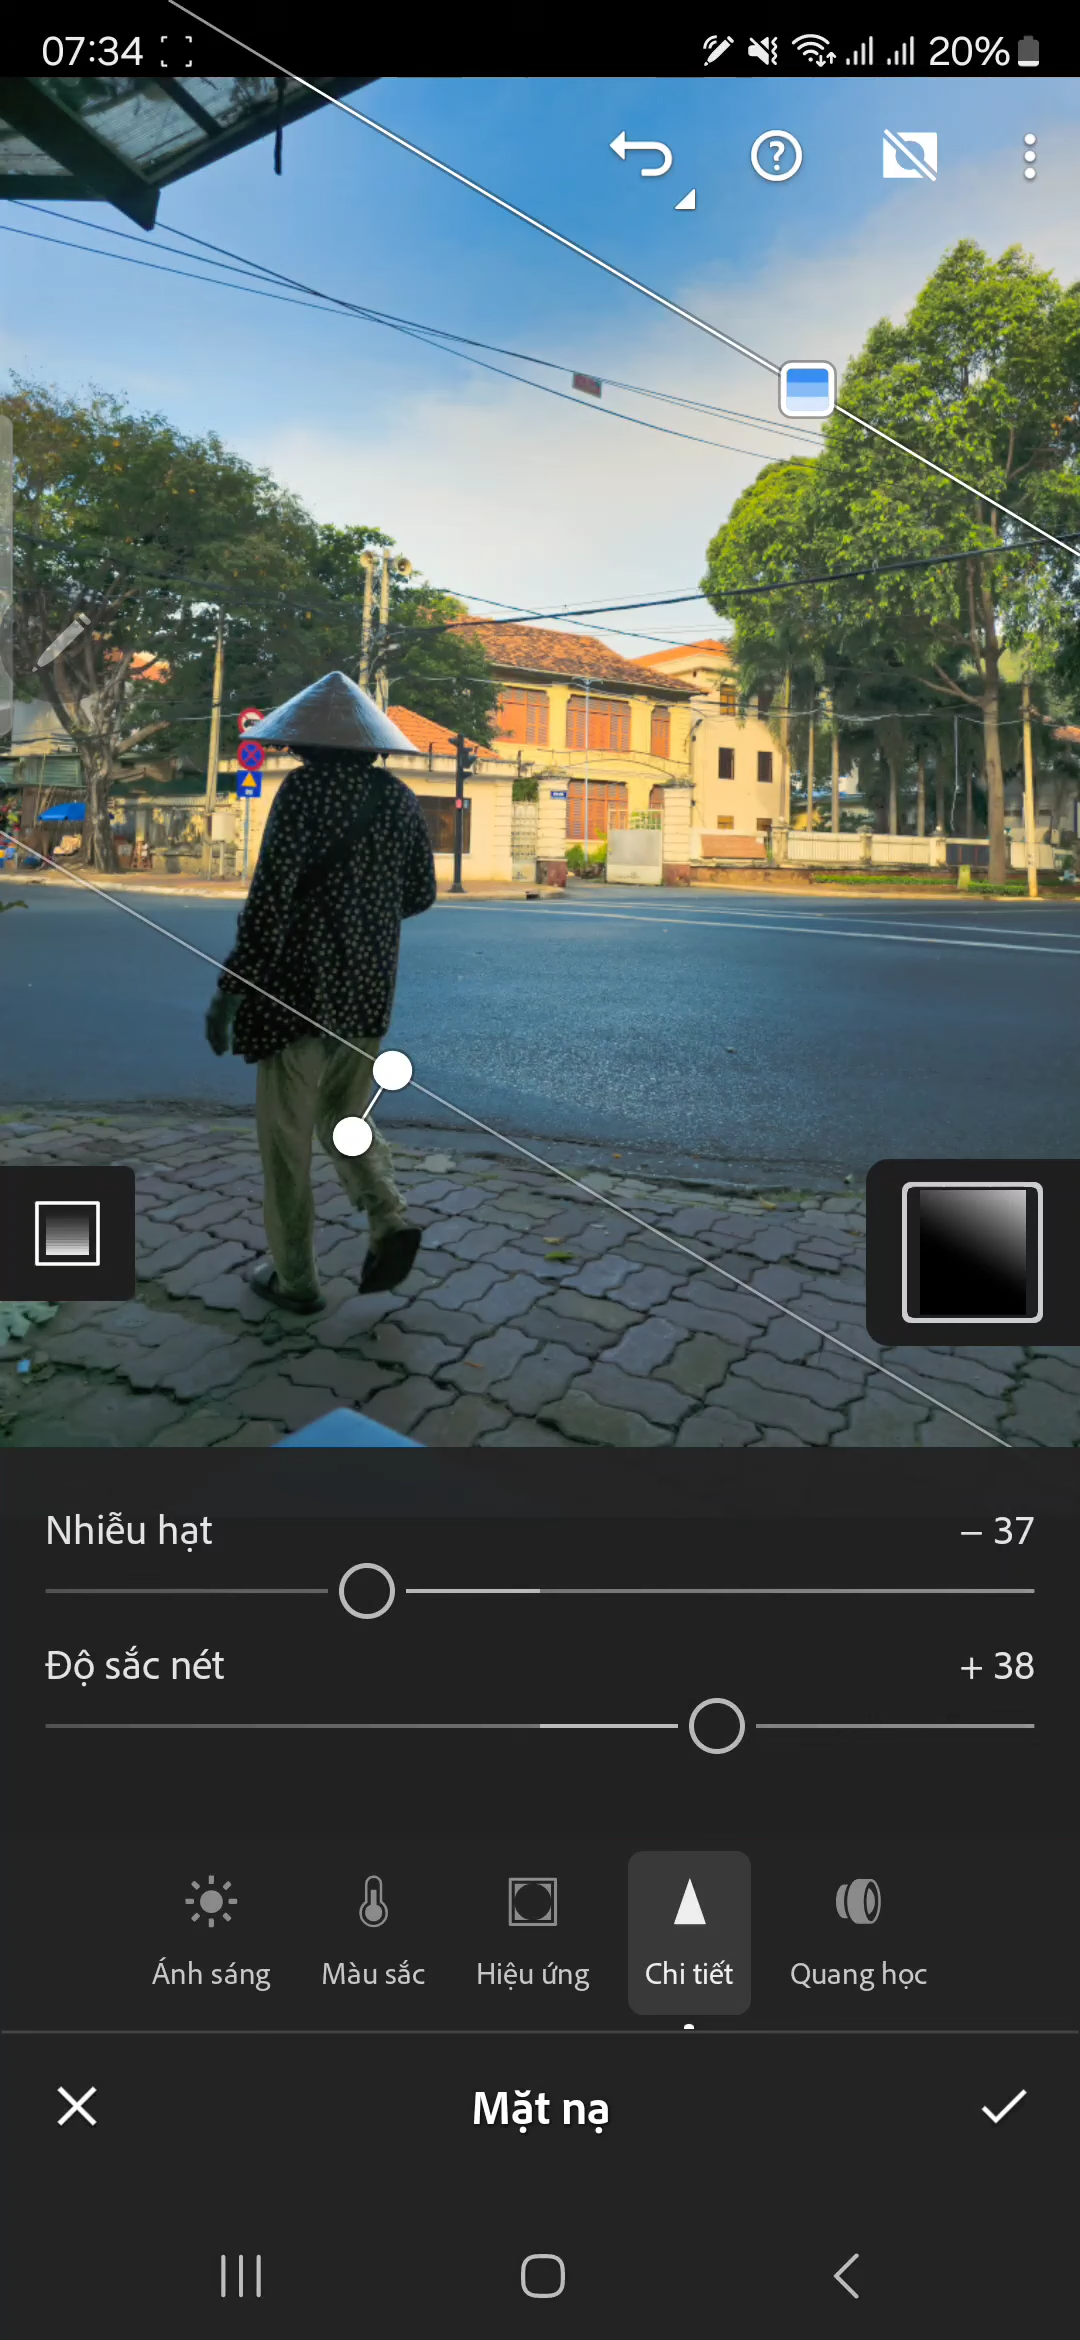 07:34
20%
Nhiễu hạt
– 37
Độ sắc nét
+ 38
Ánh sáng
Màu sắc
Hiệu ứng
Chi tiết
Quang học
Mặt nạ